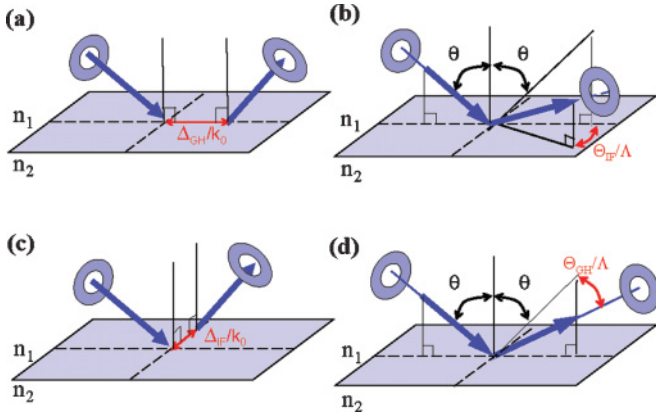 (a)
n₁
n₂
Δ_GH/k₀
(b)
θ θ
n₁
n₂
Θ_IF/Λ
(c)
n₁
n₂
Δ_IF/k₀
(d)
θ θ
Θ_GH/Λ
n₁
n₂